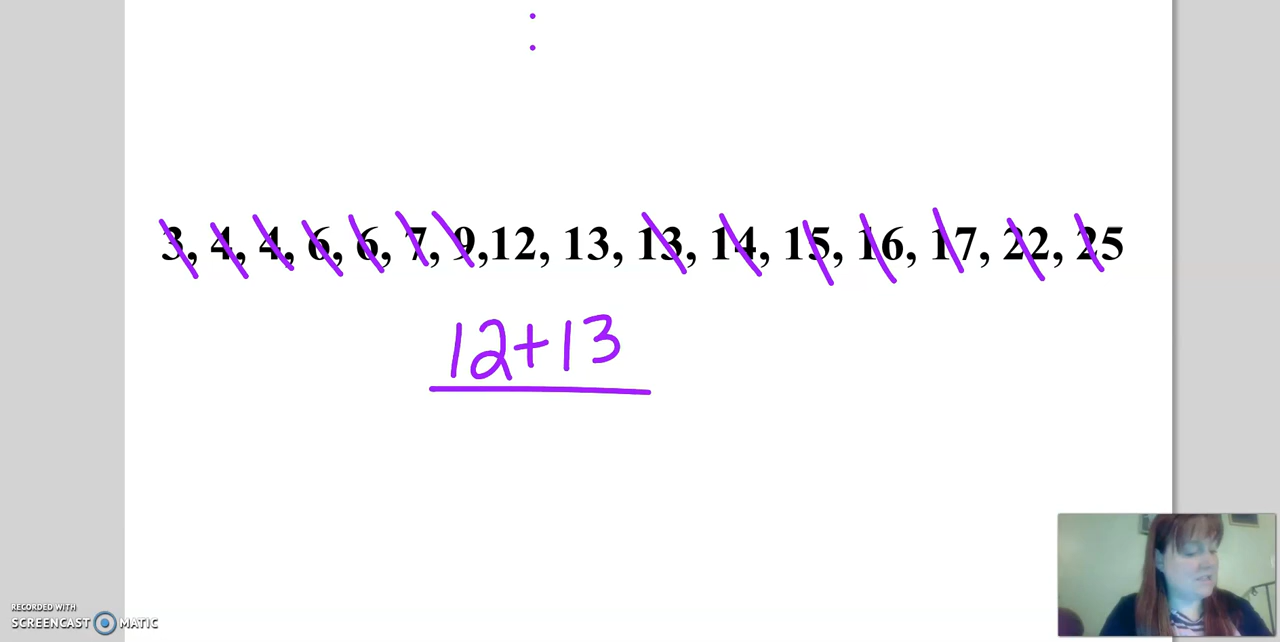 3, 4, 4, 6, 6, 7, 9,12, 13, 13, 14, 15, 16, 17, 22, 25
12+13
RECORDED WITH
SCREENCAST MATIC